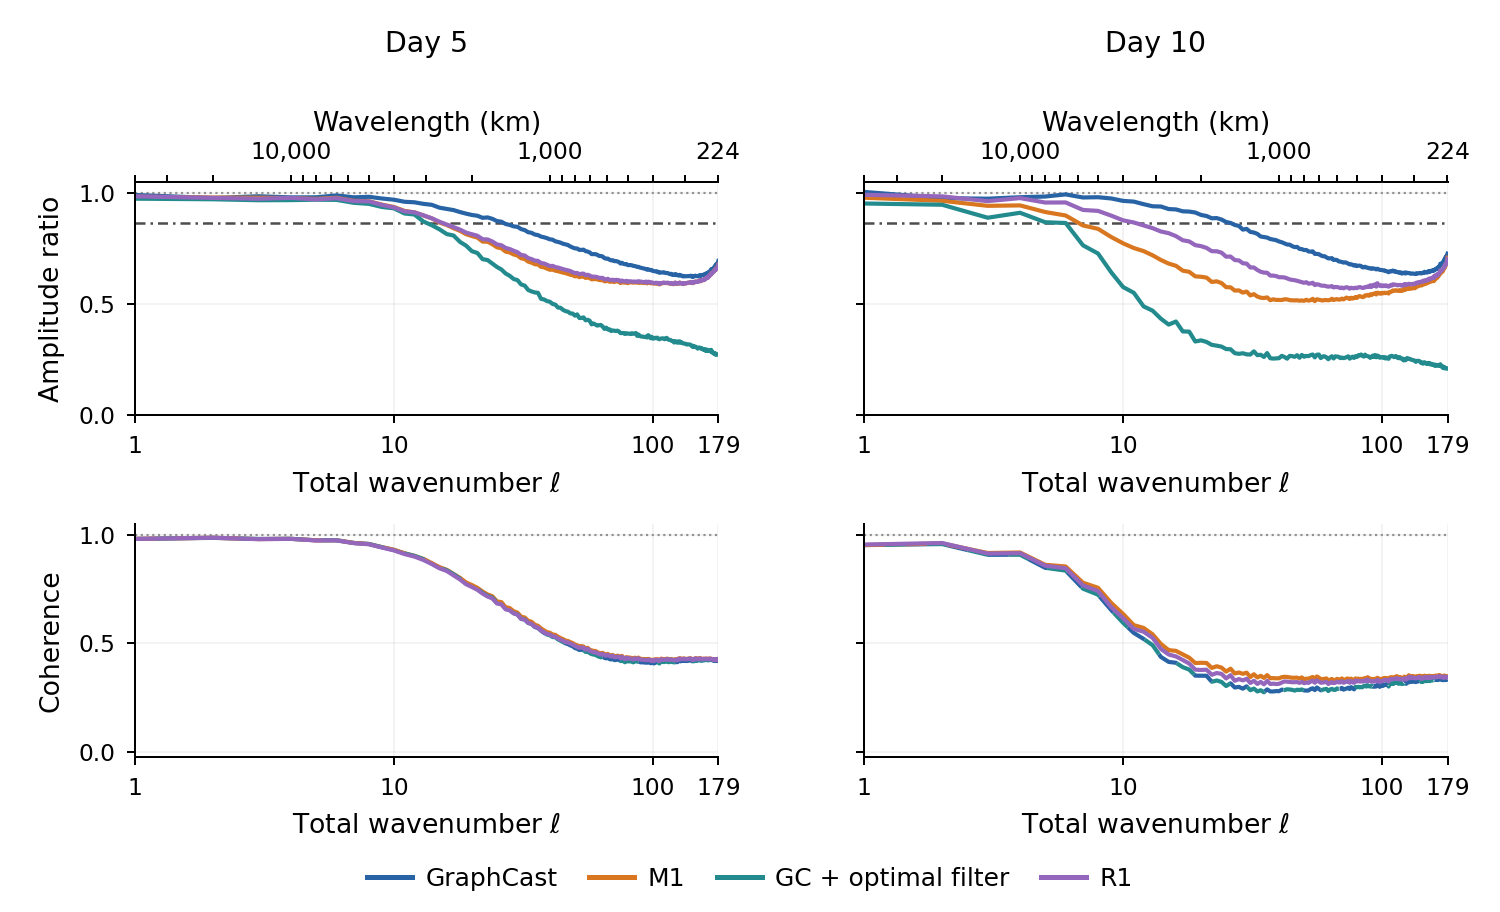 Day 5
Day 10
Wavelength (km)
Wavelength (km)
10,000 1,000 224
10,000 1,000 224
Amplitude ratio
1.0
0.5
0.0
1 10 100 179
1 10 100 179
Total wavenumber ℓ
Total wavenumber ℓ
Coherence
1.0
0.5
0.0
1 10 100 179
1 10 100 179
Total wavenumber ℓ
Total wavenumber ℓ
GraphCast M1 GC + optimal filter R1